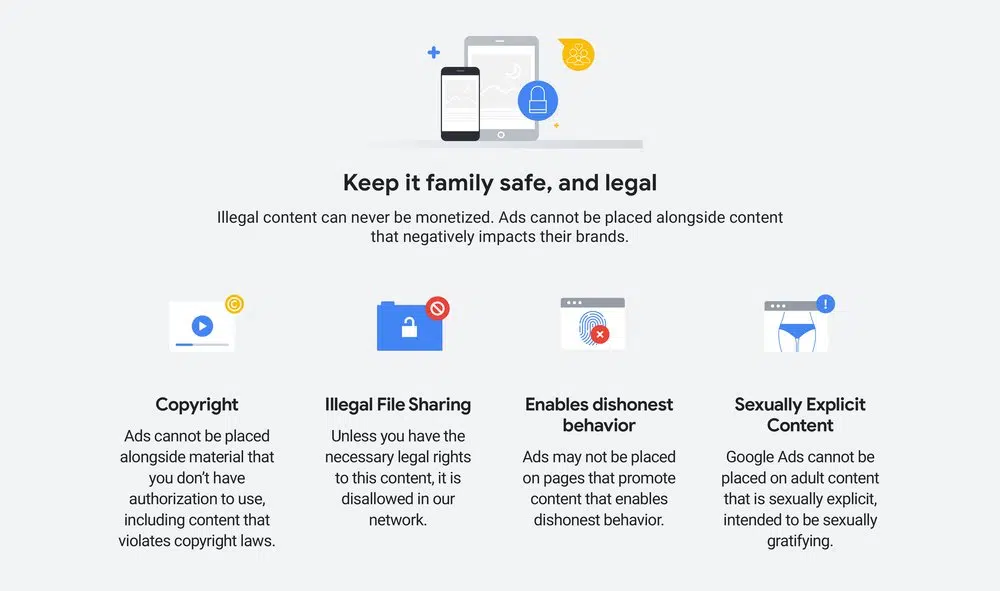 Keep it family safe, and legal
Illegal content can never be monetized. Ads cannot be placed alongside content
that negatively impacts their brands.
Copyright
Ads cannot be placed
alongside material that
you don't have
authorization to use,
including content that
violates copyright laws.
Illegal File Sharing
Unless you have the
necessary legal rights
to this content, it is
disallowed in our
network.
Enables dishonest
behavior
Ads may not be placed
on pages that promote
content that enables
dishonest behavior.
Sexually Explicit
Content
Google Ads cannot be
placed on adult content
that is sexually explicit,
intended to be sexually
gratifying.